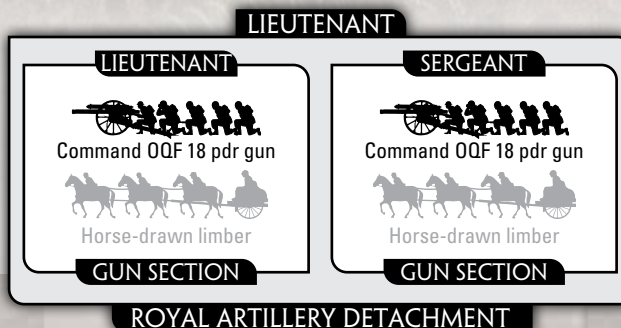 LIEUTENANT
LIEUTENANT
SERGEANT
Command OQF 18 pdr gun
Command OQF 18 pdr gun
Horse-drawn limber
Horse-drawn limber
GUN SECTION
GUN SECTION
ROYAL ARTILLERY DETACHMENT